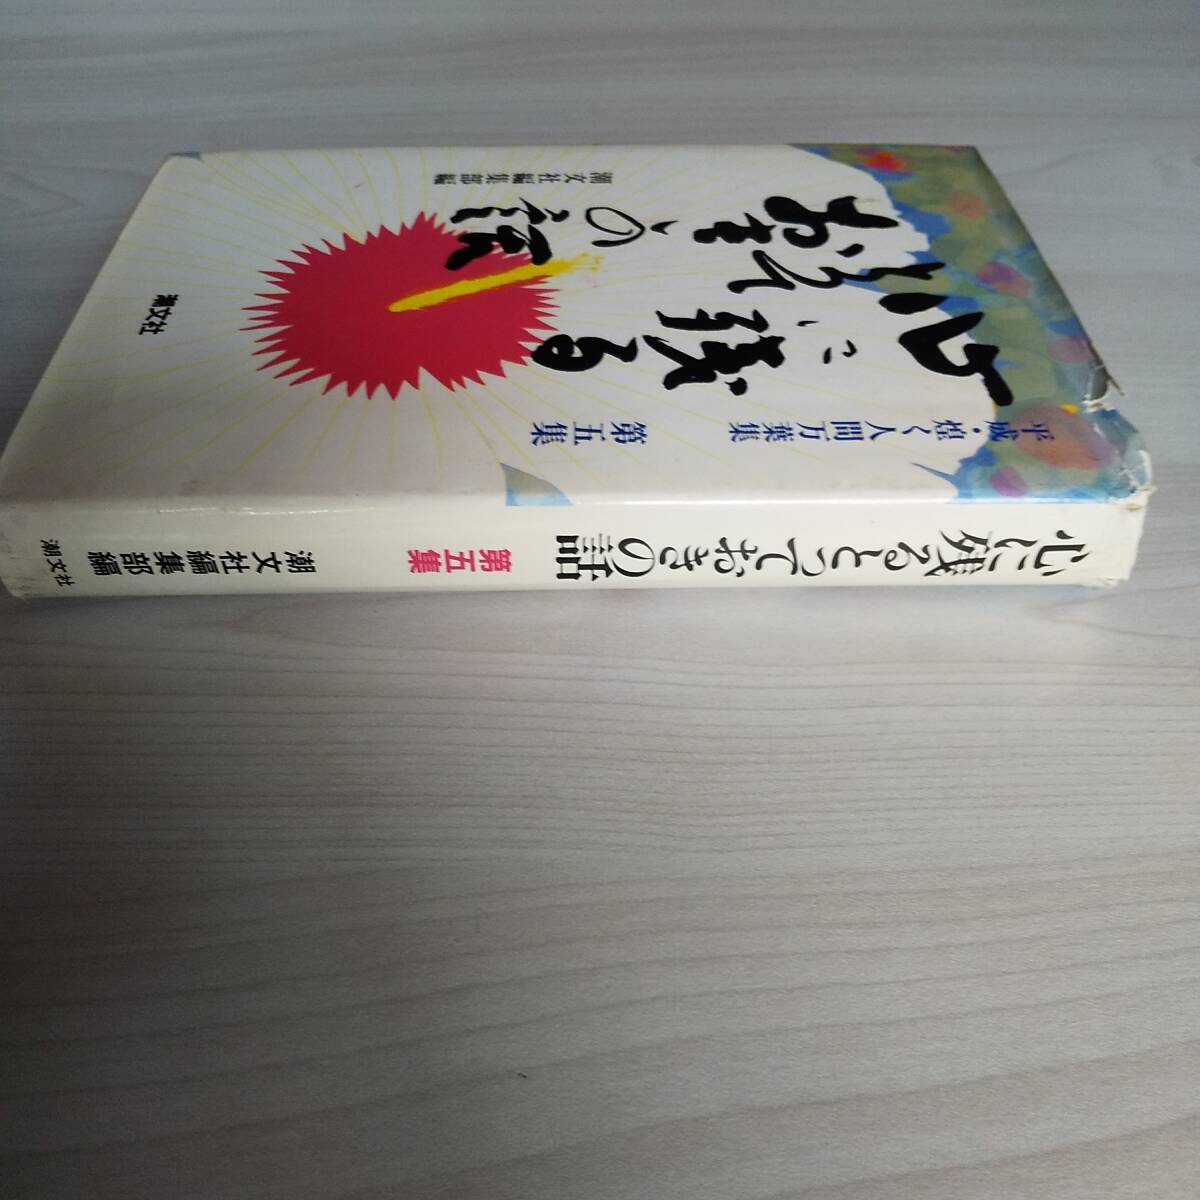 平成・煌く人間万葉集　第五集
心に残る
とって
おきの話
潮文社編集部編
潮文社
心に残るとっておきの話　第五集　潮文社編集部編　潮文社